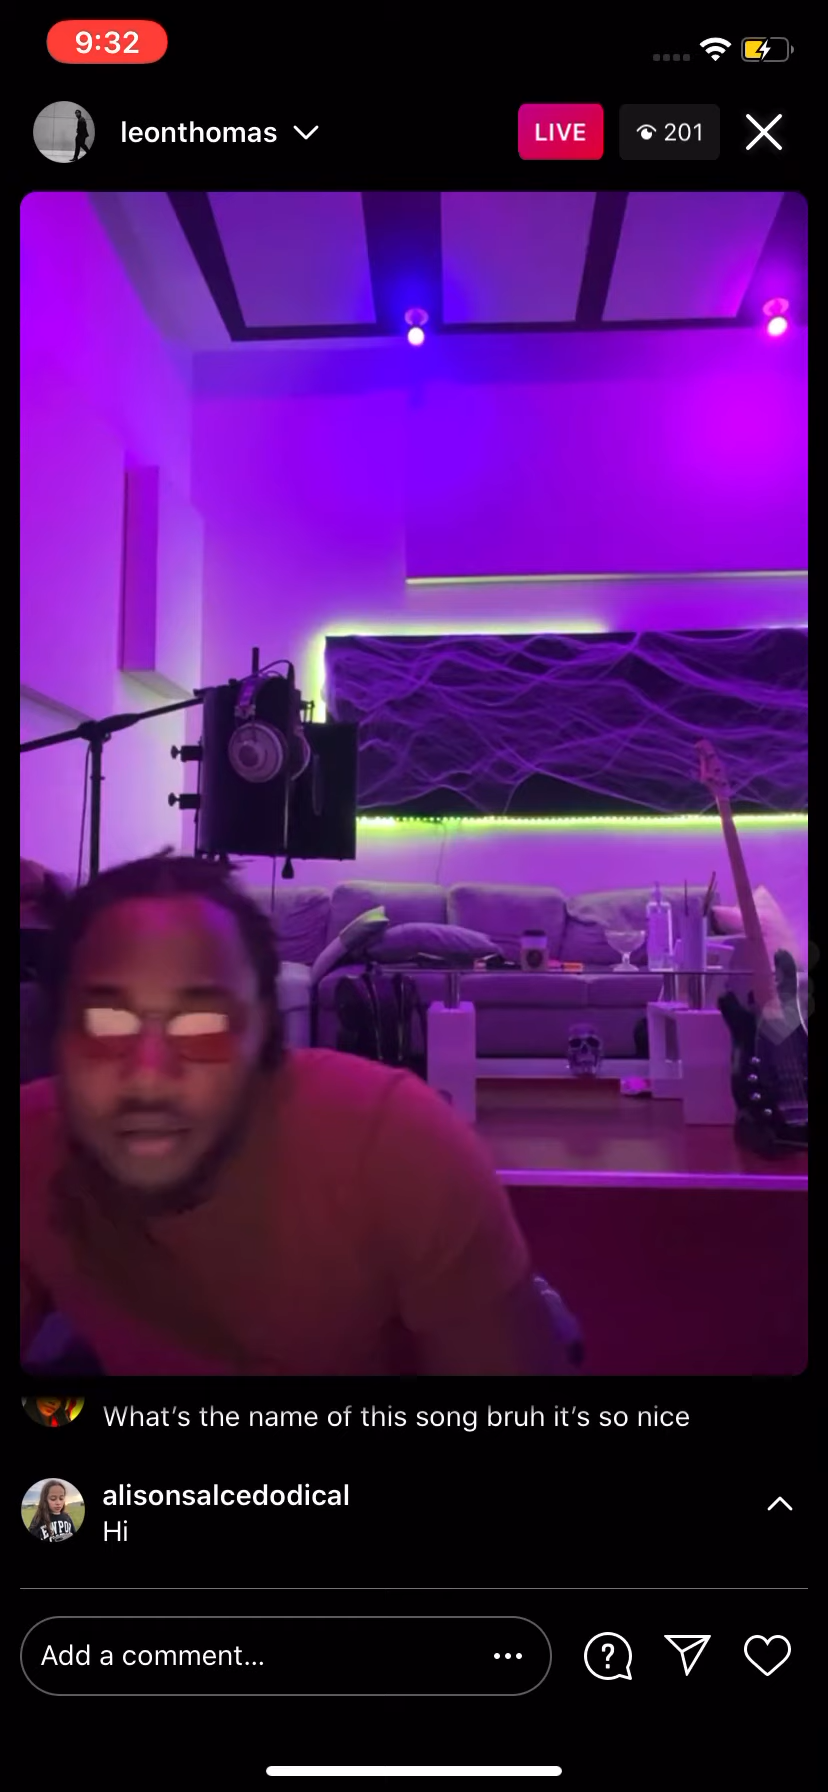 9:32
leonthomas
LIVE
201
What's the name of this song bruh it's so nice
alisonsalcedodical
Hi
Add a comment...